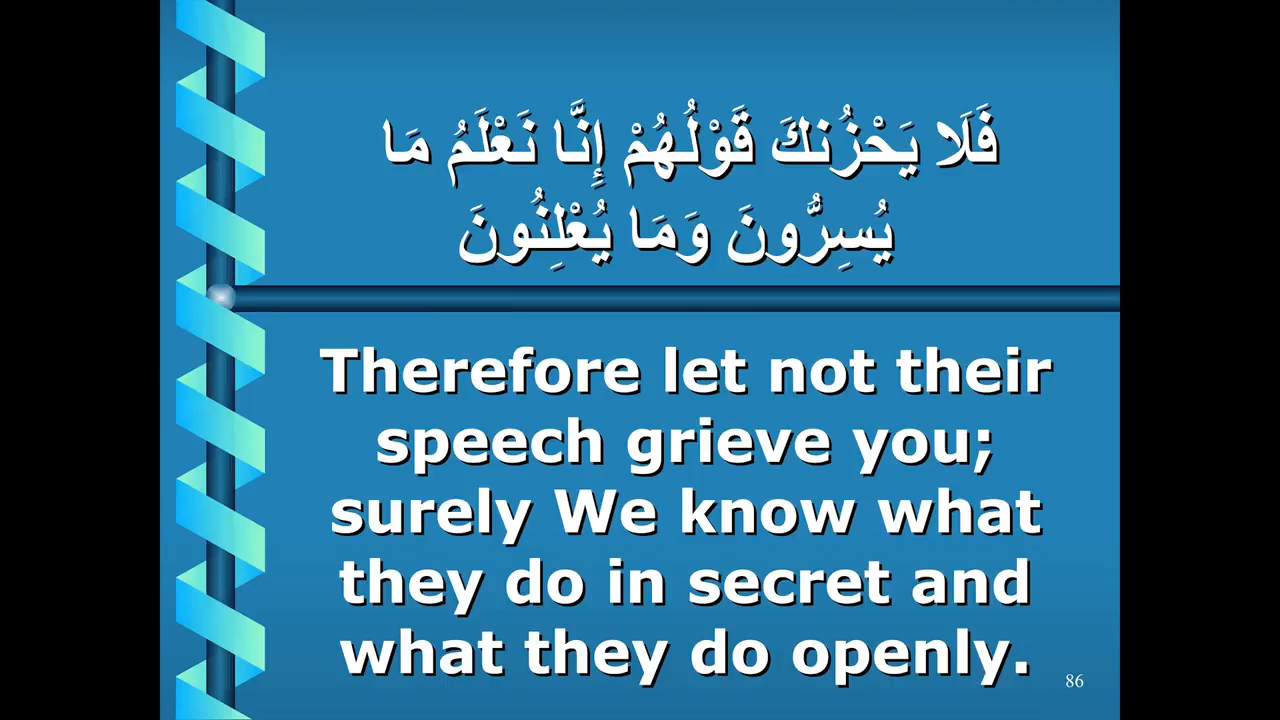 فَلَا يَحْزُنكَ قَوْلُهُمْ إِنَّا نَعْلَمُ مَا
يُسِرُّونَ وَمَا يُعْلِنُونَ
Therefore let not their
speech grieve you;
surely We know what
they do in secret and
what they do openly.
86